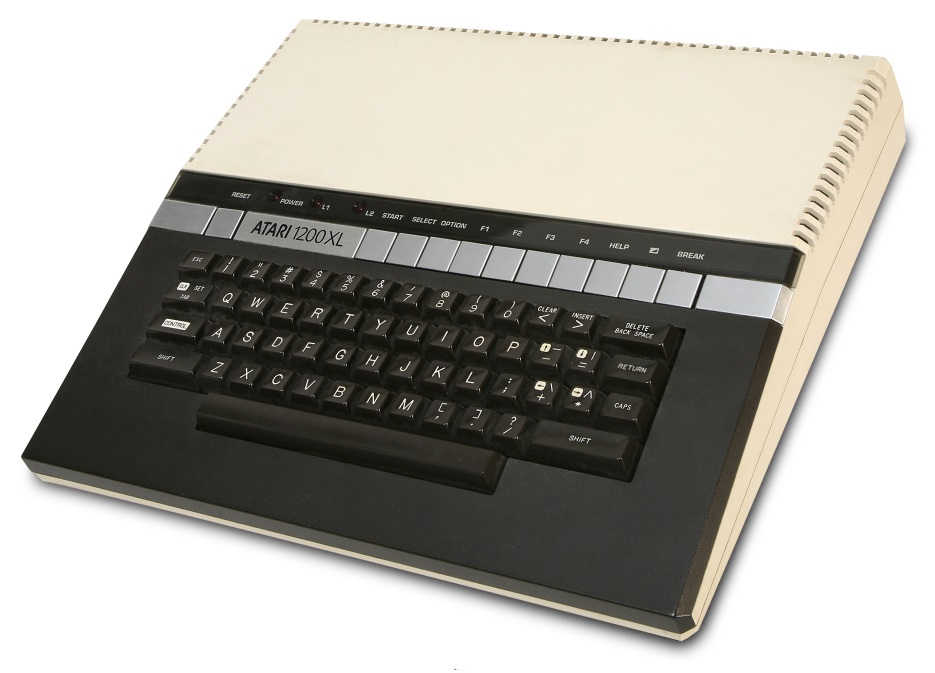 RESET POWER L1 L2 START SELECT OPTION F1 F2 F3 F4 HELP BREAK
ATARI 1200XL
ESC ! 1 " 2 # 3 $ 4 % 5 & 6 ' 7 @ 8 ( 9 ) 0 CLEAR < INSERT > DELETE BACK SPACE
CLR SET TAB Q W E R T Y U I O P - _ | = RETURN
CONTROL A S D F G H J K L : ; \ + ^ * CAPS
SHIFT Z X C V B N M [ , ] . ? / SHIFT